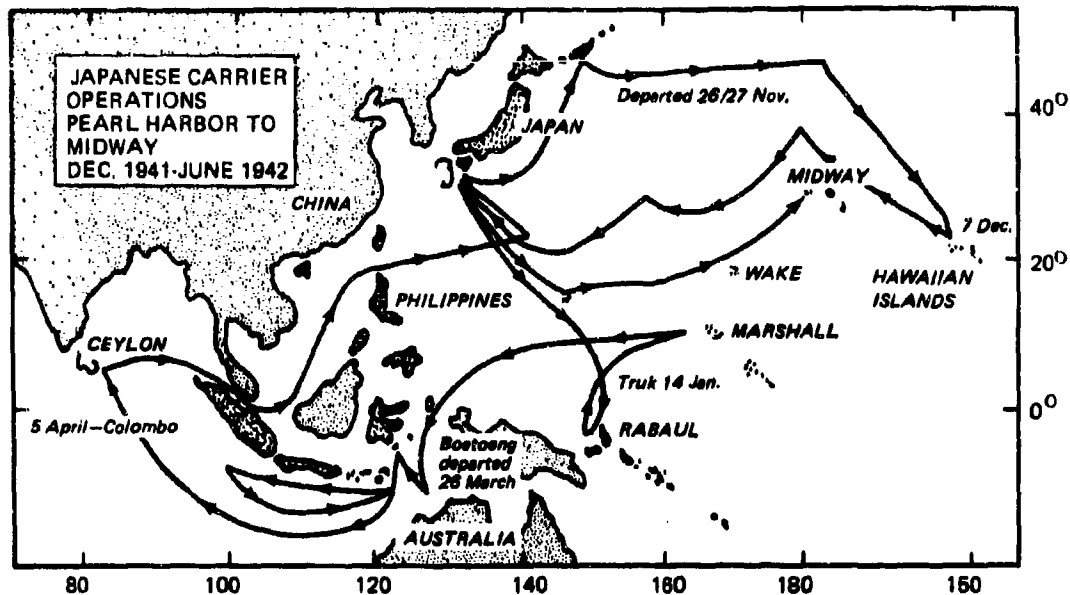 JAPANESE CARRIER
OPERATIONS
PEARL HARBOR TO
MIDWAY
DEC. 1941-JUNE 1942
Departed 26/27 Nov.
40°
JAPAN
CHINA
MIDWAY
7 Dec.
HAWAIIAN
ISLANDS
20°
WAKE
PHILIPPINES
MARSHALL
CEYLON
Truk 14 Jan.
0°
5 April-Colombo
RABAUL
Boetoeng
departed
26 March
AUSTRALIA
80
100
120
140
160
180
150